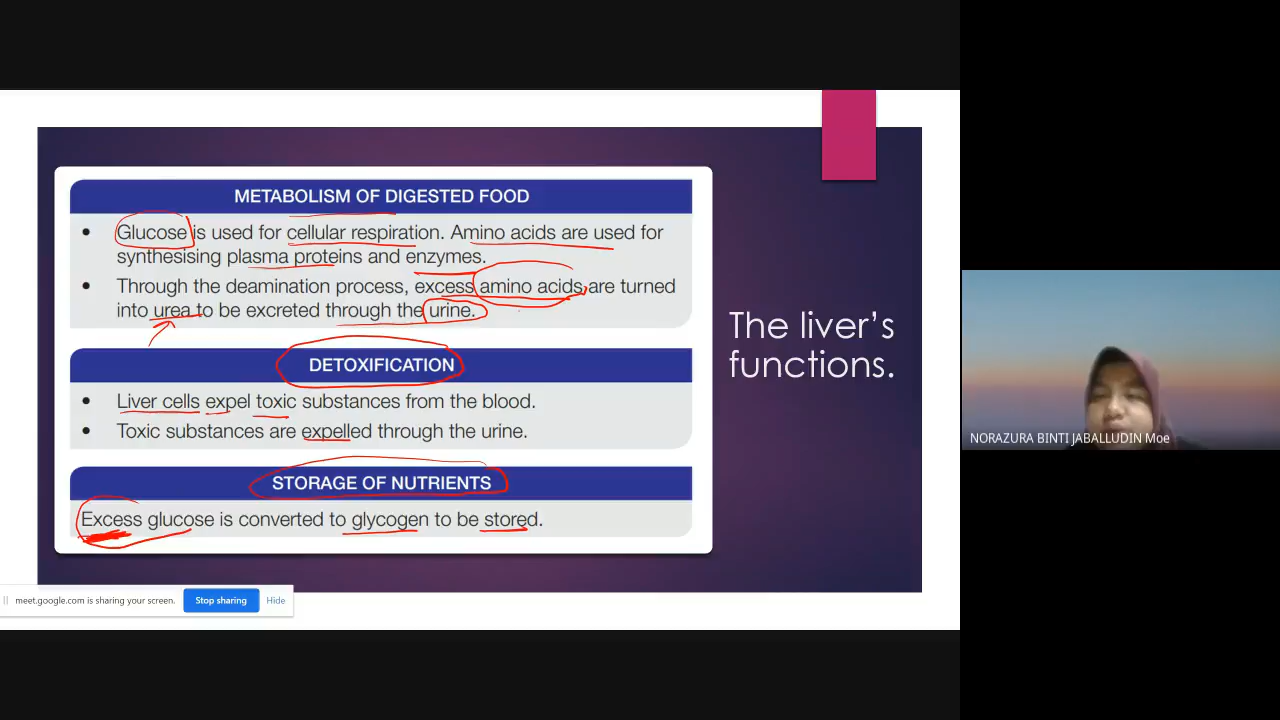 METABOLISM OF DIGESTED FOOD
• Glucose is used for cellular respiration. Amino acids are used for
synthesising plasma proteins and enzymes.
• Through the deamination process, excess amino acids are turned
into urea to be excreted through the urine.
DETOXIFICATION
• Liver cells expel toxic substances from the blood.
• Toxic substances are expelled through the urine.
STORAGE OF NUTRIENTS
Excess glucose is converted to glycogen to be stored.
The liver’s
functions.
meet.google.com is sharing your screen.
Stop sharing
Hide
NORAZURA BINTI JABALLUDIN Moe